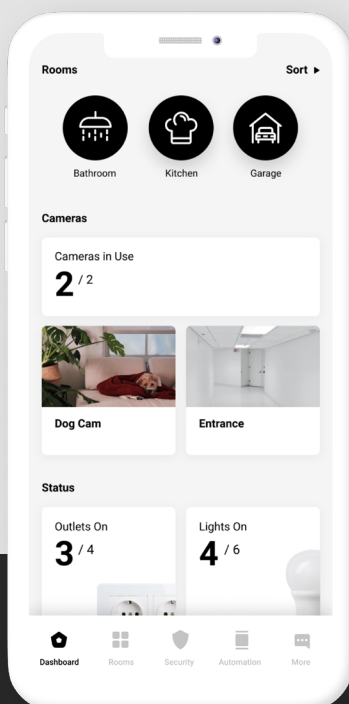 Rooms
Sort ▸
Bathroom
Kitchen
Garage
Cameras
Cameras in Use
2 / 2
Dog Cam
Entrance
Status
Outlets On
3 / 4
Lights On
4 / 6
Dashboard
Rooms
Security
Automation
More